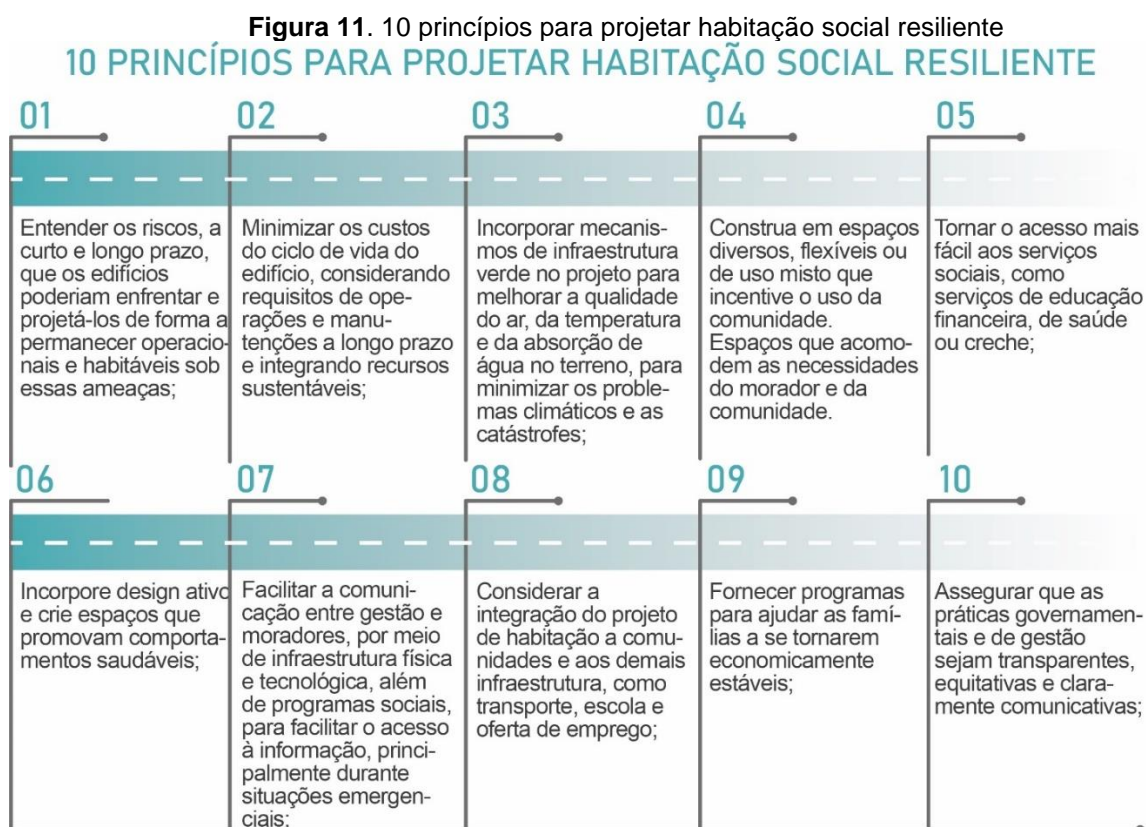 Figura 11. 10 princípios para projetar habitação social resiliente
10 PRINCÍPIOS PARA PROJETAR HABITAÇÃO SOCIAL RESILIENTE
01
Entender os riscos, a
curto e longo prazo,
que os edifícios
poderiam enfrentar e
projetá-los de forma a
permanecer operacio-
nais e habitáveis sob
essas ameaças;
02
Minimizar os custos
do ciclo de vida do
edifício, considerando
requisitos de ope-
rações e manu-
tenções a longo prazo
e integrando recursos
sustentáveis;
03
Incorporar mecanis-
mos de infraestrutura
verde no projeto para
melhorar a qualidade
do ar, da temperatura
e da absorção de
água no terreno, para
minimizar os proble-
mas climáticos e as
catástrofes;
04
Construa em espaços
diversos, flexíveis ou
de uso misto que
incentive o uso da
comunidade.
Espaços que acomo-
dem as necessidades
do morador e da
comunidade.
05
Tornar o acesso mais
fácil aos serviços
sociais, como
serviços de educação
financeira, de saúde
ou creche;
06
Incorpore design ativo
e crie espaços que
promovam comporta-
mentos saudáveis;
07
Facilitar a comuni-
cação entre gestão e
moradores, por meio
de infraestrutura física
e tecnológica, além
de programas sociais,
para facilitar o acesso
à informação, princi-
palmente durante
situações emergen-
ciais;
08
Considerar a
integração do projeto
de habitação a comu-
nidades e aos demais
infraestrutura, como
transporte, escola e
oferta de emprego;
09
Fornecer programas
para ajudar as famí-
lias a se tornarem
economicamente
estáveis;
10
Assegurar que as
práticas governamen-
tais e de gestão
sejam transparentes,
equitativas e clara-
mente comunicativas;